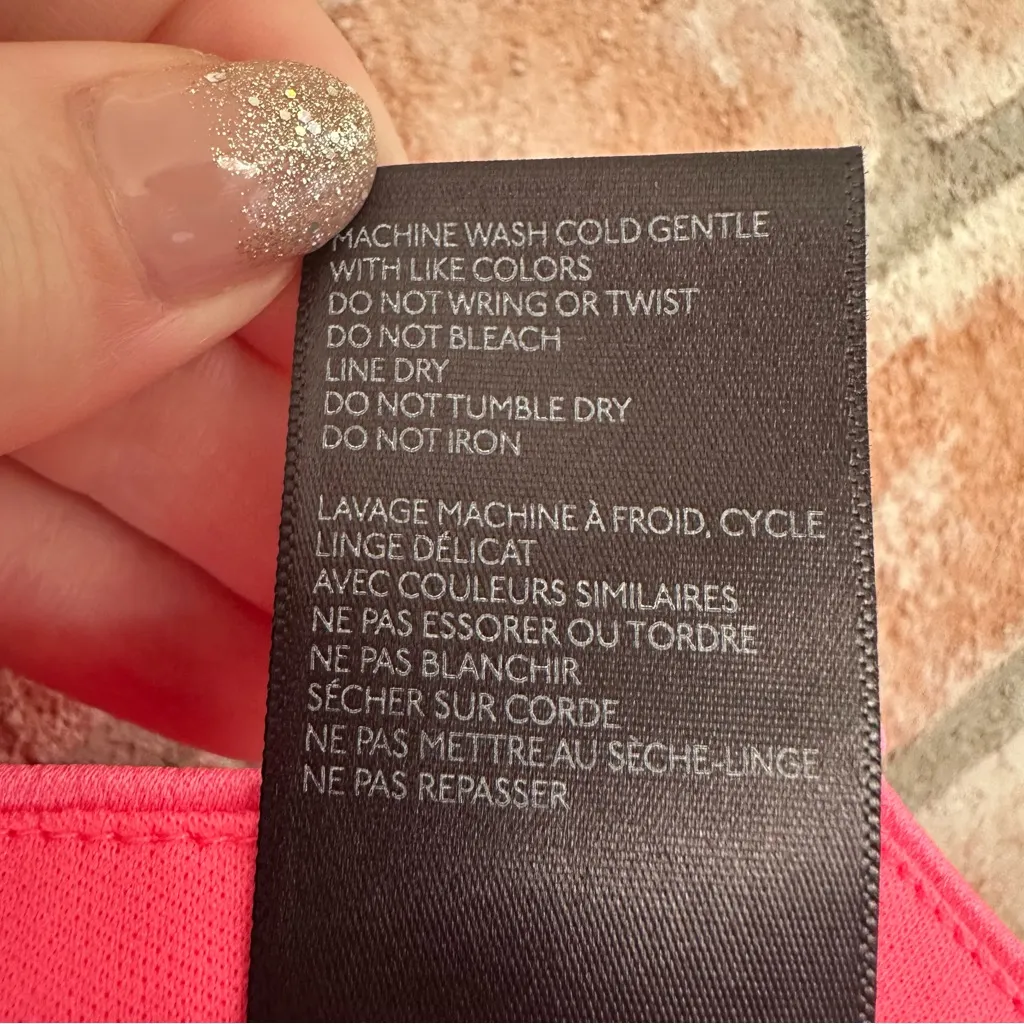 MACHINE WASH COLD GENTLE
WITH LIKE COLORS
DO NOT WRING OR TWIST
DO NOT BLEACH
LINE DRY
DO NOT TUMBLE DRY
DO NOT IRON
LAVAGE MACHINE À FROID, CYCLE
LINGE DÉLICAT
AVEC COULEURS SIMILAIRES
NE PAS ESSORER OU TORDRE
NE PAS BLANCHIR
SÉCHER SUR CORDE
NE PAS METTRE AU SÈCHE-LINGE
NE PAS REPASSER